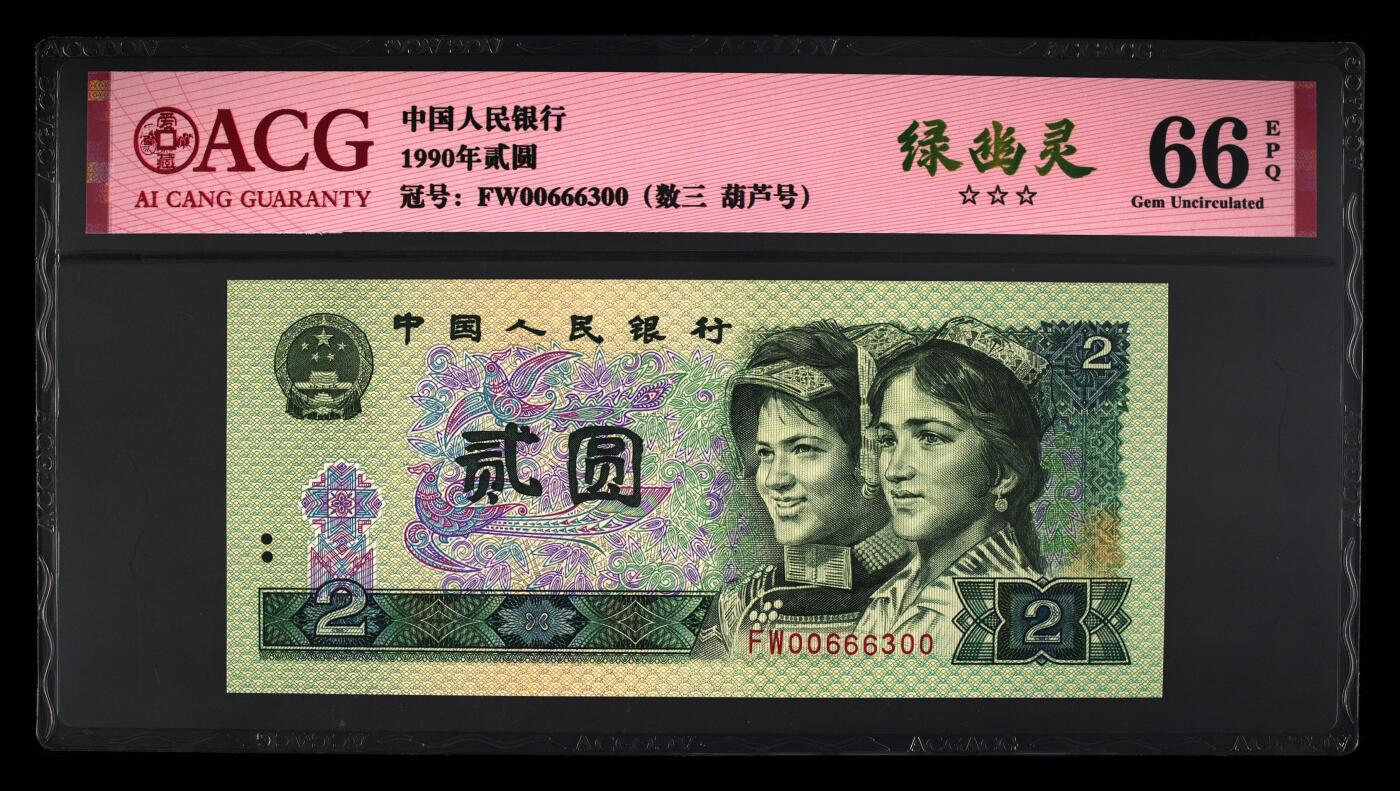 ACG
AI CANG GUARANTY
中国人民银行
1990年贰圆
冠号：FW00666300（数三 葫芦号）
绿幽灵
☆☆☆
66
EPQ
Gem Uncirculated
中国人民银行
2
贰圆
2
FW00666300
2